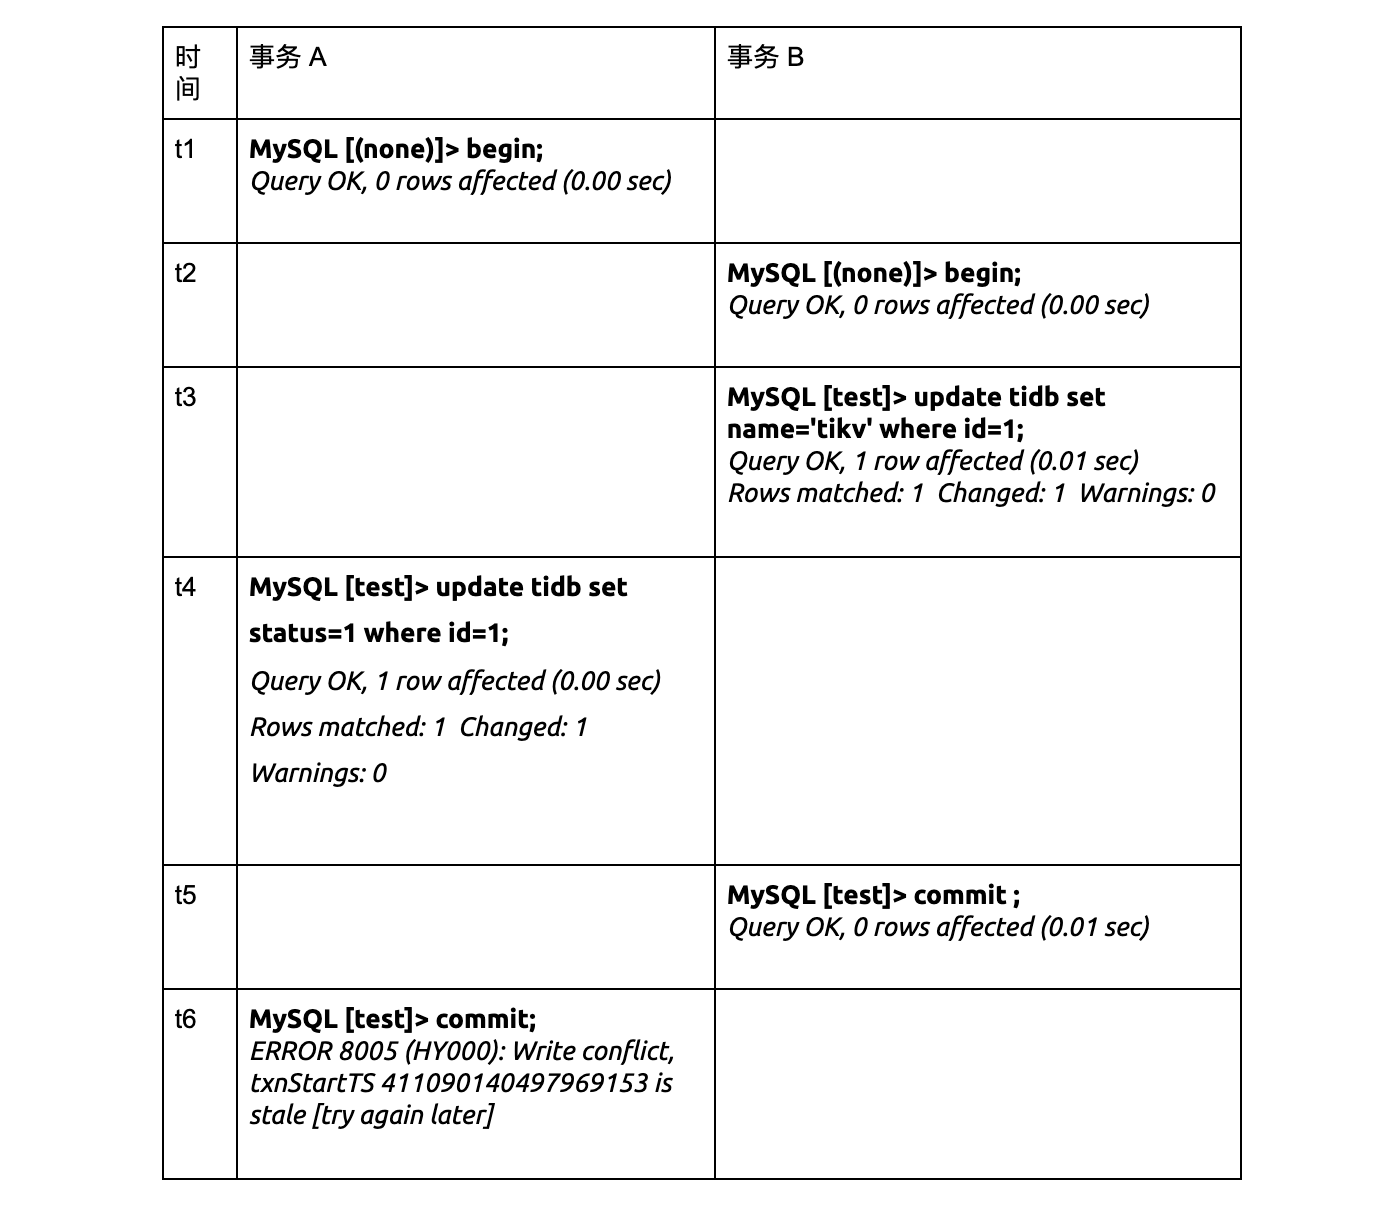 时
间
事务 A
事务 B
t1
MySQL [(none)]> begin;
Query OK, 0 rows affected (0.00 sec)
t2
MySQL [(none)]> begin;
Query OK, 0 rows affected (0.00 sec)
t3
MySQL [test]> update tidb set
name='tikv' where id=1;
Query OK, 1 row affected (0.01 sec)
Rows matched: 1  Changed: 1  Warnings: 0
t4
MySQL [test]> update tidb set
status=1 where id=1;
Query OK, 1 row affected (0.00 sec)
Rows matched: 1  Changed: 1
Warnings: 0
t5
MySQL [test]> commit ;
Query OK, 0 rows affected (0.01 sec)
t6
MySQL [test]> commit;
ERROR 8005 (HY000): Write conflict,
txnStartTS 411090140497969153 is
stale [try again later]